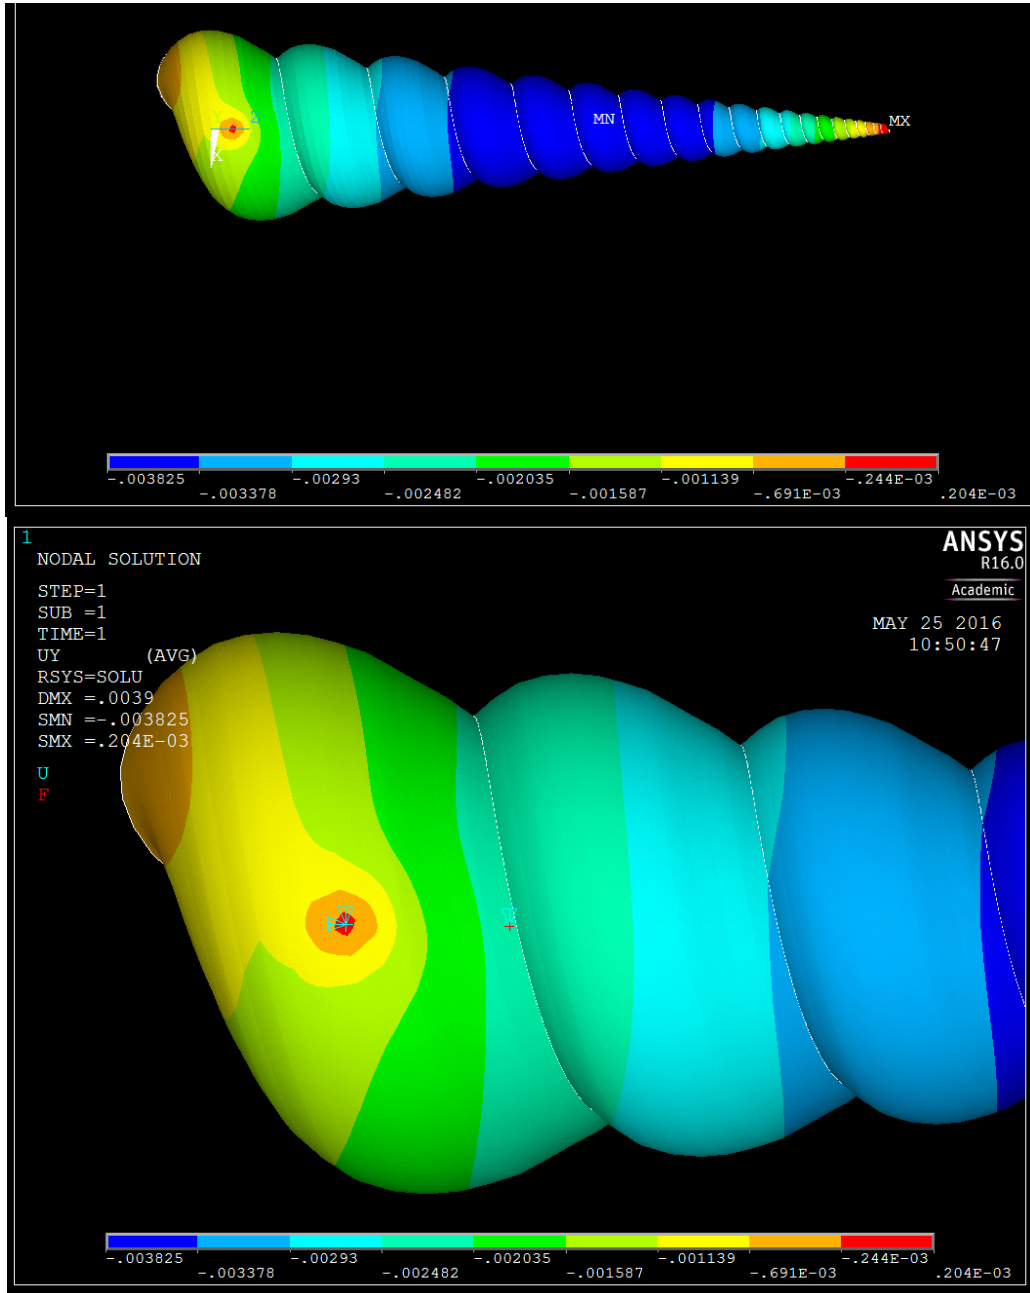 Y Z
X
MN
MX
-.003825 -.00293 -.002035 -.001139 -.244E-03
-.003378 -.002482 -.001587 -.691E-03 .204E-03
1
NODAL SOLUTION
STEP=1
SUB =1
TIME=1
UY (AVG)
RSYS=SOLU
DMX =.0039
SMN =-.003825
SMX =.204E-03
U
F
ANSYS
R16.0
Academic
MAY 25 2016
10:50:47
-.003825 -.00293 -.002035 -.001139 -.244E-03
-.003378 -.002482 -.001587 -.691E-03 .204E-03